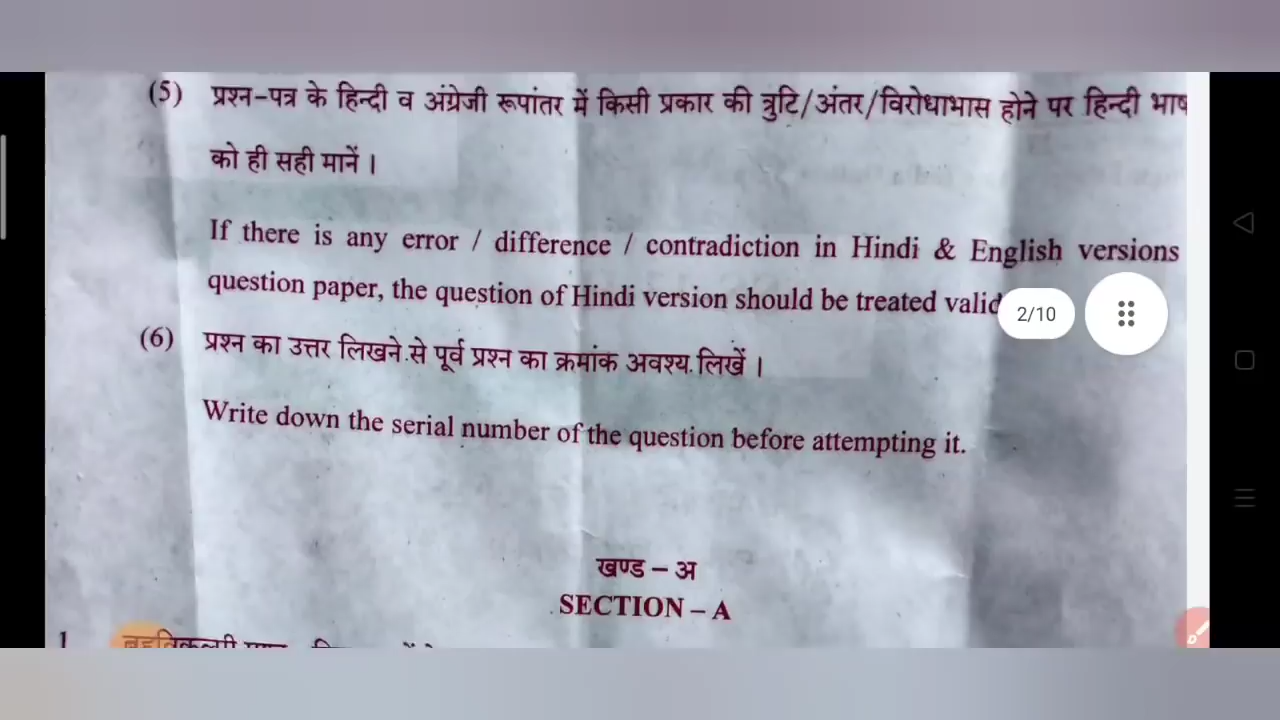 (5) प्रश्न-पत्र के हिन्दी व अंग्रेजी रूपांतर में किसी प्रकार की त्रुटि/अंतर/विरोधाभास होने पर हिन्दी भाष
को ही सही मानें ।
If there is any error / difference / contradiction in Hindi & English versions
question paper, the question of Hindi version should be treated valid
2/10
(6) प्रश्न का उत्तर लिखने से पूर्व प्रश्न का क्रमांक अवश्य लिखें ।
Write down the serial number of the question before attempting it.
खण्ड – अ
SECTION – A
1